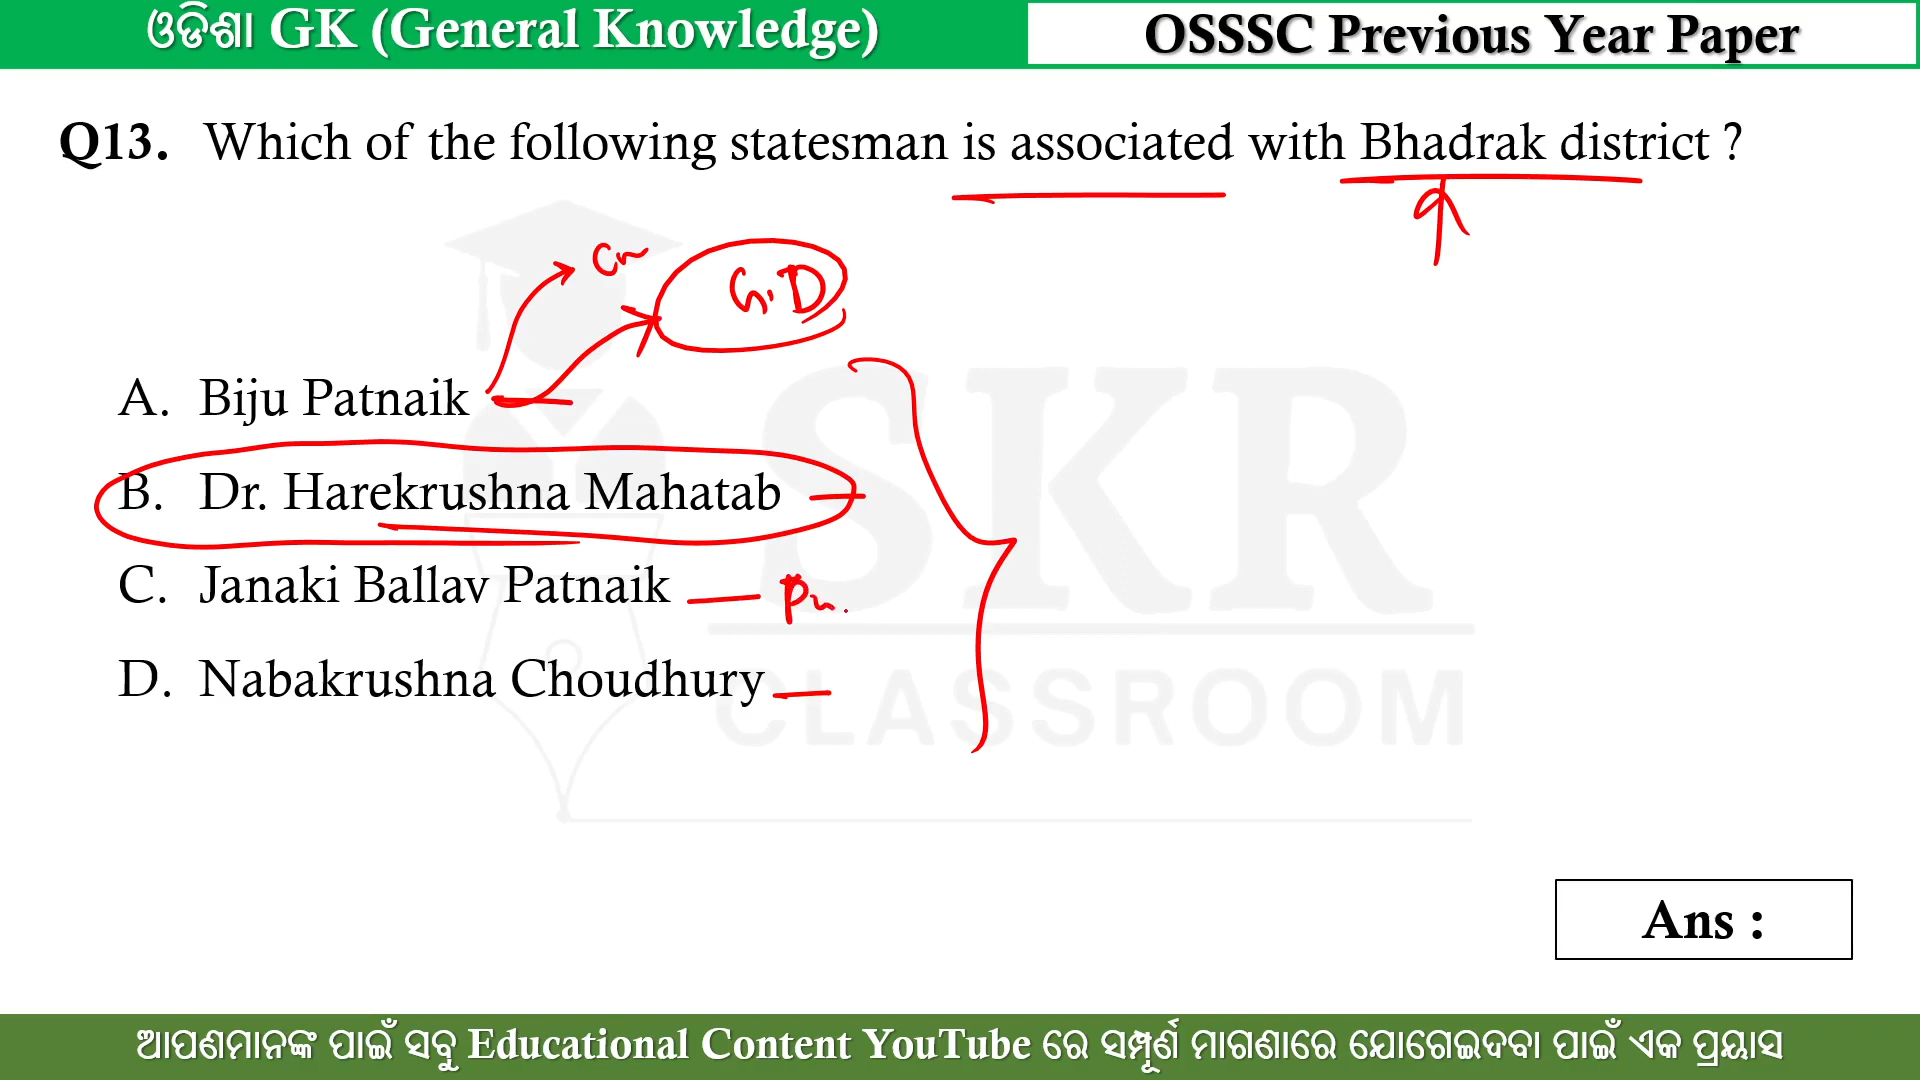 ଓଡିଶା GK (General Knowledge)
OSSSC Previous Year Paper
Q13. Which of the following statesman is associated with Bhadrak district ?
G.D
A. Biju Patnaik
B. Dr. Harekrushna Mahatab
C. Janaki Ballav Patnaik
D. Nabakrushna Choudhury
SKR
CLASSROOM
Ans :
ଆପଣମାନଙ୍କ ପାଇଁ ସବୁ Educational Content YouTube ରେ ସମ୍ପୂର୍ଣ ମାଗଣାରେ ଯୋଗେଇଦବା ପାଇଁ ଏକ ପ୍ରୟାସ